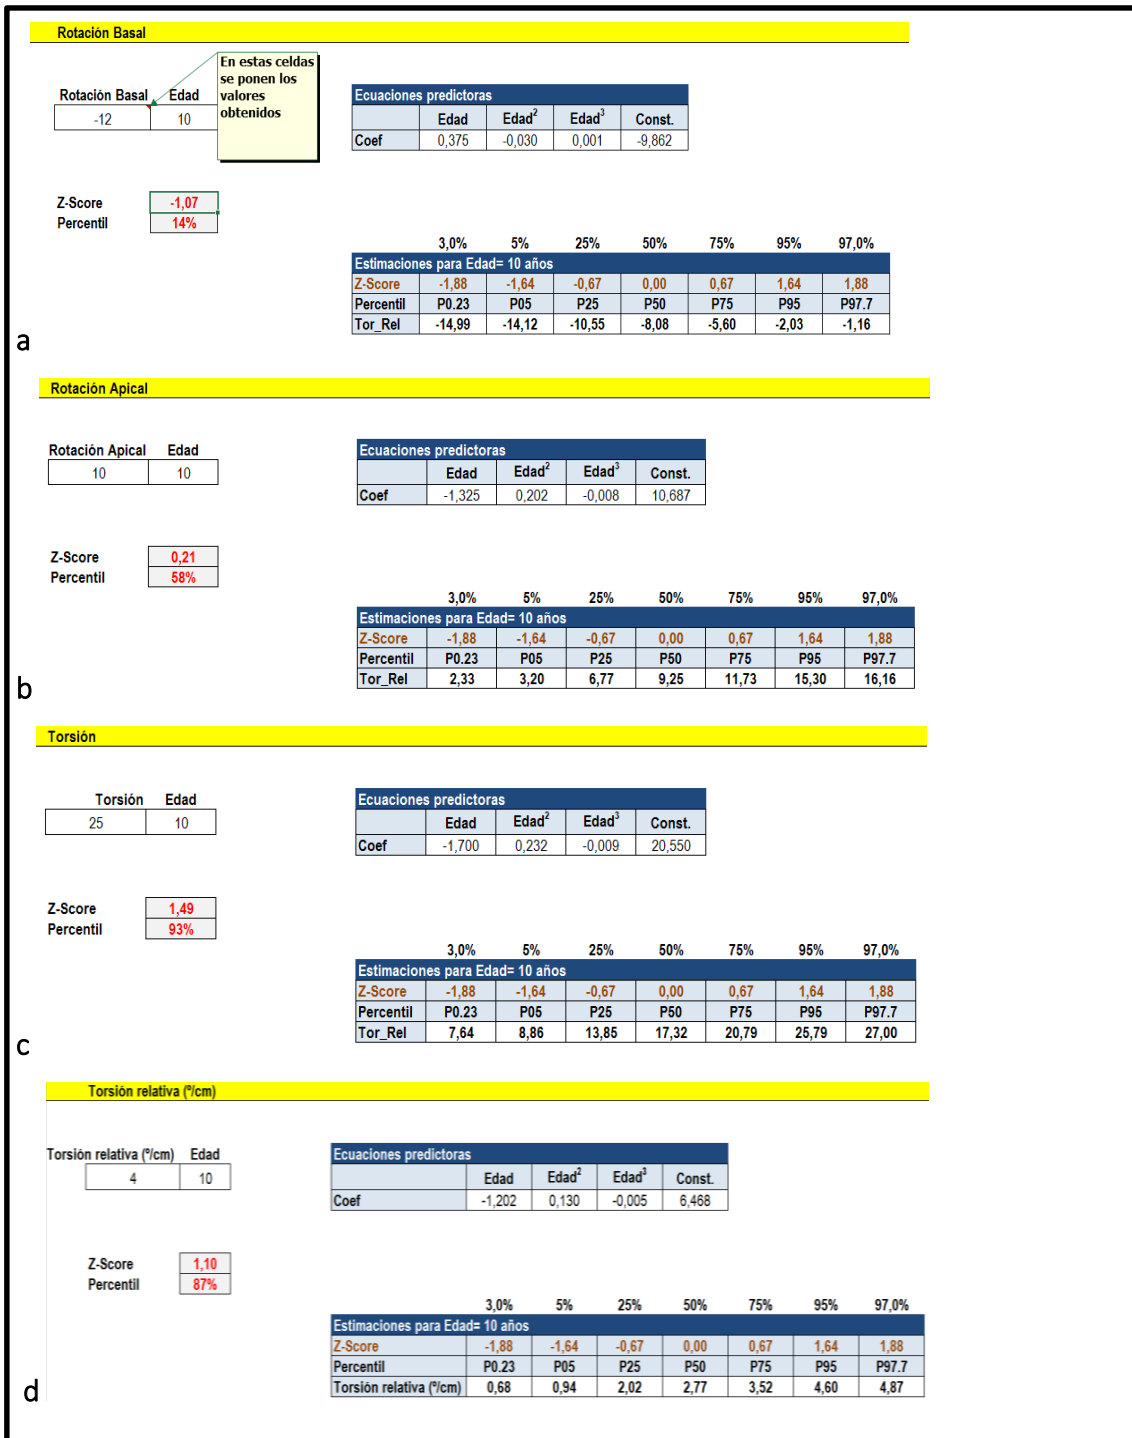 Rotación Basal
En estas celdas
se ponen los
valores
obtenidos
Rotación Basal Edad
-12 10
Ecuaciones predictoras
Edad Edad² Edad³ Const.
Coef 0,375 -0,030 0,001 -9,862
Z-Score -1,07
Percentil 14%
3,0% 5% 25% 50% 75% 95% 97,0%
Estimaciones para Edad= 10 años
Z-Score -1,88 -1,64 -0,67 0,00 0,67 1,64 1,88
Percentil P0.23 P05 P25 P50 P75 P95 P97.7
Tor_Rel -14,99 -14,12 -10,55 -8,08 -5,60 -2,03 -1,16
a
Rotación Apical
Rotación Apical Edad
10 10
Ecuaciones predictoras
Edad Edad² Edad³ Const.
Coef -1,325 0,202 -0,008 10,687
Z-Score 0,21
Percentil 58%
3,0% 5% 25% 50% 75% 95% 97,0%
Estimaciones para Edad= 10 años
Z-Score -1,88 -1,64 -0,67 0,00 0,67 1,64 1,88
Percentil P0.23 P05 P25 P50 P75 P95 P97.7
Tor_Rel 2,33 3,20 6,77 9,25 11,73 15,30 16,16
b
Torsión
Torsión Edad
25 10
Ecuaciones predictoras
Edad Edad² Edad³ Const.
Coef -1,700 0,232 -0,009 20,550
Z-Score 1,49
Percentil 93%
3,0% 5% 25% 50% 75% 95% 97,0%
Estimaciones para Edad= 10 años
Z-Score -1,88 -1,64 -0,67 0,00 0,67 1,64 1,88
Percentil P0.23 P05 P25 P50 P75 P95 P97.7
Tor_Rel 7,64 8,86 13,85 17,32 20,79 25,79 27,00
c
Torsión relativa (º/cm)
Torsión relativa (º/cm) Edad
4 10
Ecuaciones predictoras
Edad Edad² Edad³ Const.
Coef -1,202 0,130 -0,005 6,468
Z-Score 1,10
Percentil 87%
3,0% 5% 25% 50% 75% 95% 97,0%
Estimaciones para Edad= 10 años
Z-Score -1,88 -1,64 -0,67 0,00 0,67 1,64 1,88
Percentil P0.23 P05 P25 P50 P75 P95 P97.7
Torsión relativa (º/cm) 0,68 0,94 2,02 2,77 3,52 4,60 4,87
d